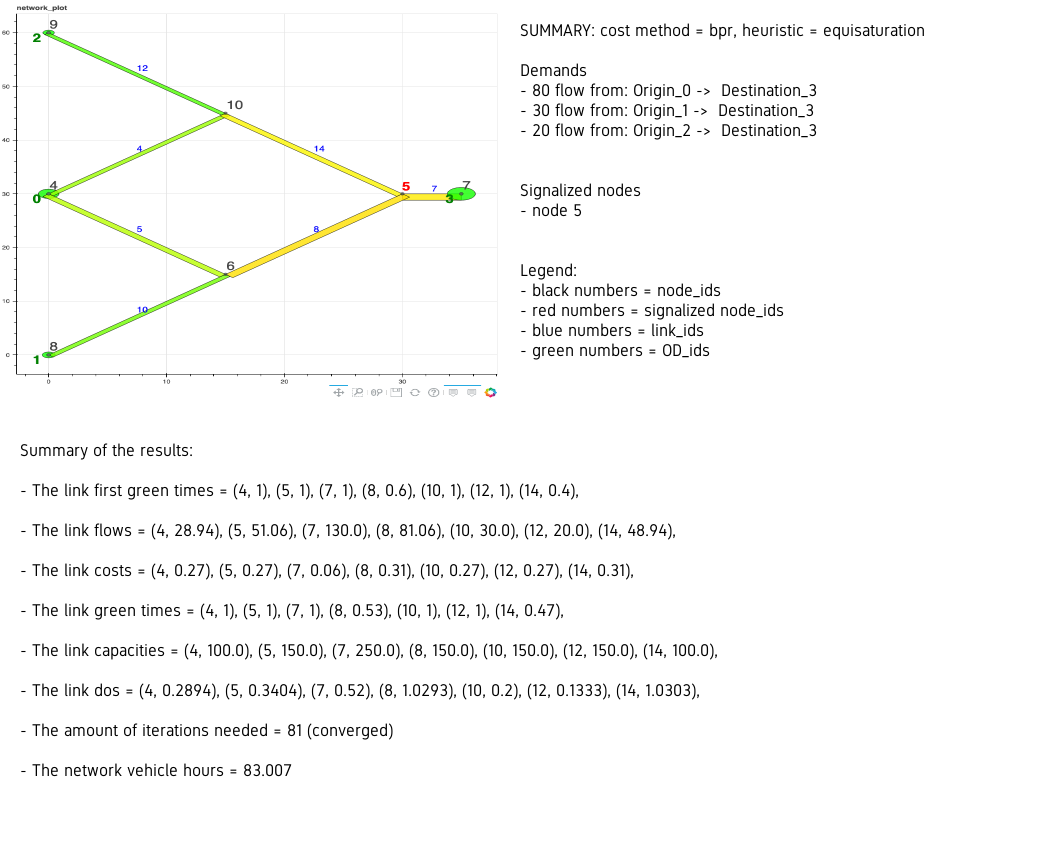 network_plot
9
2
60
12
50
10
4
14
40
4
5
7
7
30
0
3
5
8
20
6
10
10
8
0
1
0
10
20
30
SUMMARY: cost method = bpr, heuristic = equisaturation
Demands
- 80 flow from: Origin_0 -> Destination_3
- 30 flow from: Origin_1 -> Destination_3
- 20 flow from: Origin_2 -> Destination_3
Signalized nodes
- node 5
Legend:
- black numbers = node_ids
- red numbers = signalized node_ids
- blue numbers = link_ids
- green numbers = OD_ids
Summary of the results:
- The link first green times = (4, 1), (5, 1), (7, 1), (8, 0.6), (10, 1), (12, 1), (14, 0.4),
- The link flows = (4, 28.94), (5, 51.06), (7, 130.0), (8, 81.06), (10, 30.0), (12, 20.0), (14, 48.94),
- The link costs = (4, 0.27), (5, 0.27), (7, 0.06), (8, 0.31), (10, 0.27), (12, 0.27), (14, 0.31),
- The link green times = (4, 1), (5, 1), (7, 1), (8, 0.53), (10, 1), (12, 1), (14, 0.47),
- The link capacities = (4, 100.0), (5, 150.0), (7, 250.0), (8, 150.0), (10, 150.0), (12, 150.0), (14, 100.0),
- The link dos = (4, 0.2894), (5, 0.3404), (7, 0.52), (8, 1.0293), (10, 0.2), (12, 0.1333), (14, 1.0303),
- The amount of iterations needed = 81 (converged)
- The network vehicle hours = 83.007